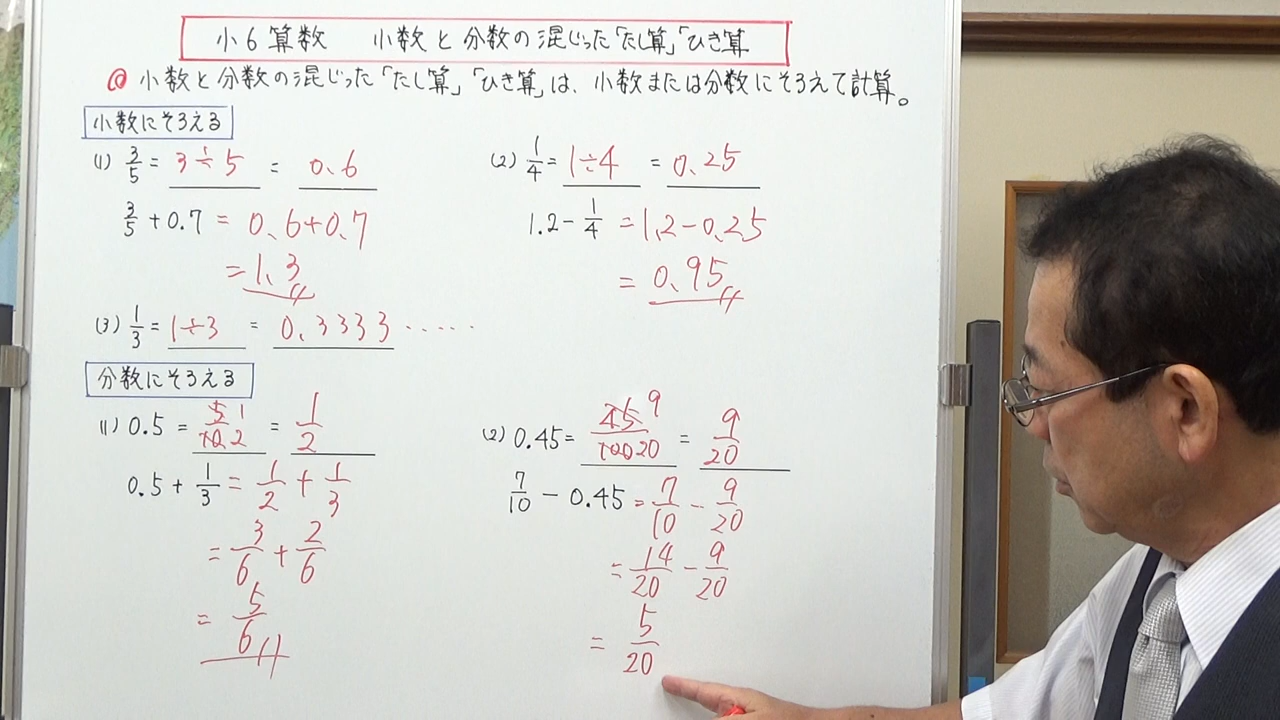 小6算数 小数と分数の混じった「たし算」「ひき算
◎ 小数と分数の混じった「たし算」「ひき算」は、小数または分数にそろえて計算。
小数にそろえる
(1) 3/5 = 3÷5 = 0.6
3/5 + 0.7 = 0.6+0.7
= 1.3
(2) 1/4 = 1÷4 = 0.25
1.2 - 1/4 = 1.2-0.25
= 0.95
(3) 1/3 = 1÷3 = 0.3333・・・・・
分数にそろえる
(1) 0.5 = 5 1/10 2 = 1/2
0.5 + 1/3 = 1/2 + 1/3
= 3/6 + 2/6
= 5/6
(2) 0.45 = 45 9/100 20 = 9/20
7/10 - 0.45 = 7/10 - 9/20
= 14/20 - 9/20
= 5/20